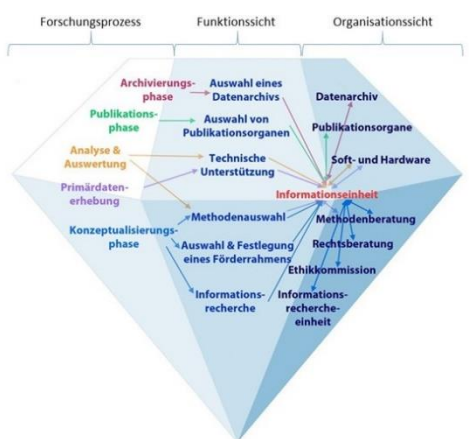 Forschungsprozess
Funktionssicht
Organisationssicht
Archivierungs-
phase
Publikations-
phase
Analyse &
Auswertung
Primärdaten-
erhebung
Konzeptualisierungs-
phase
Auswahl eines
Datenarchivs
Auswahl von
Publikationsorganen
Technische
Unterstützung
Methodenauswahl
Auswahl & Festlegung
eines Förderrahmens
Informations-
recherche
Datenarchiv
Publikationsorgane
Soft- und Hardware
Informationseinheit
Methodenberatung
Rechtsberatung
Ethikkommission
Informations-
recherche-
einheit